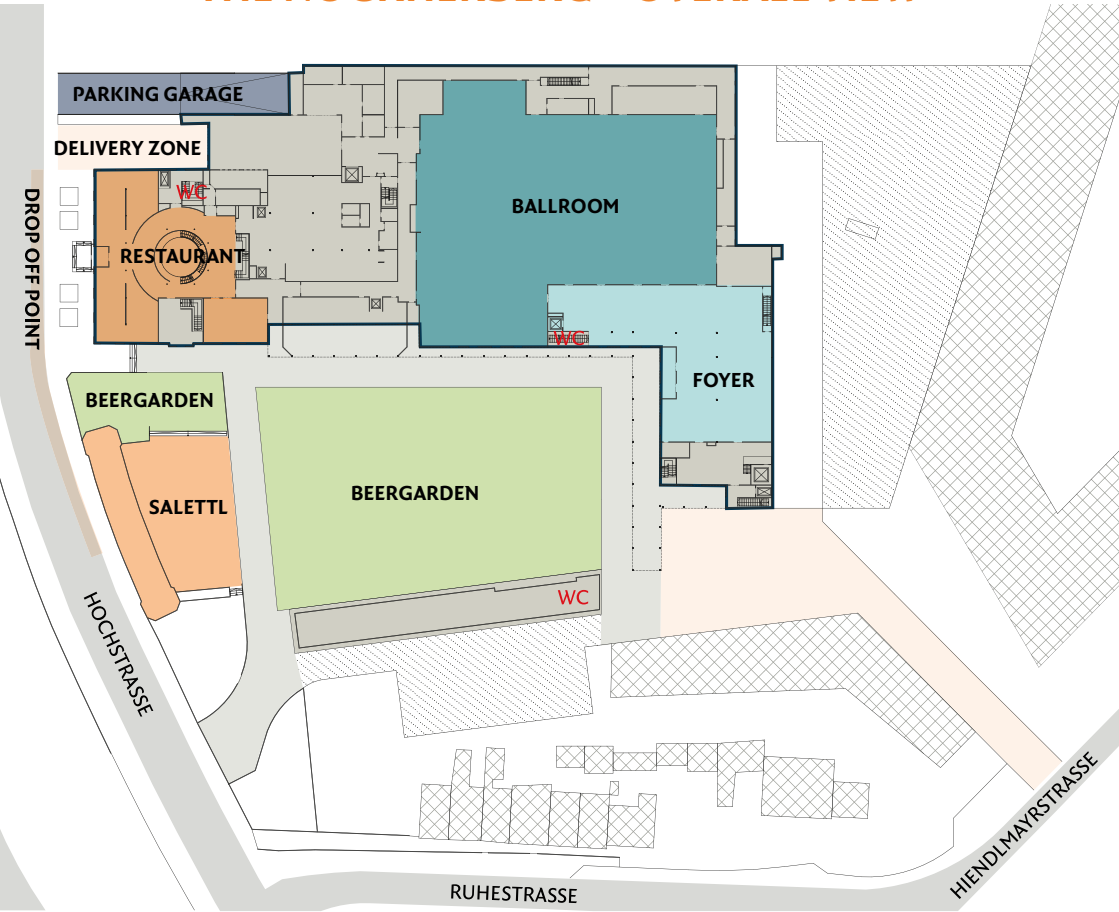 PARKING GARAGE
DELIVERY ZONE
WC
DROP OFF POINT
RESTAURANT
BALLROOM
WC
FOYER
BEERGARDEN
SALETTL
BEERGARDEN
WC
HOCHSTRASSE
RUHESTRASSE
HIENDLMAYRSTRASSE